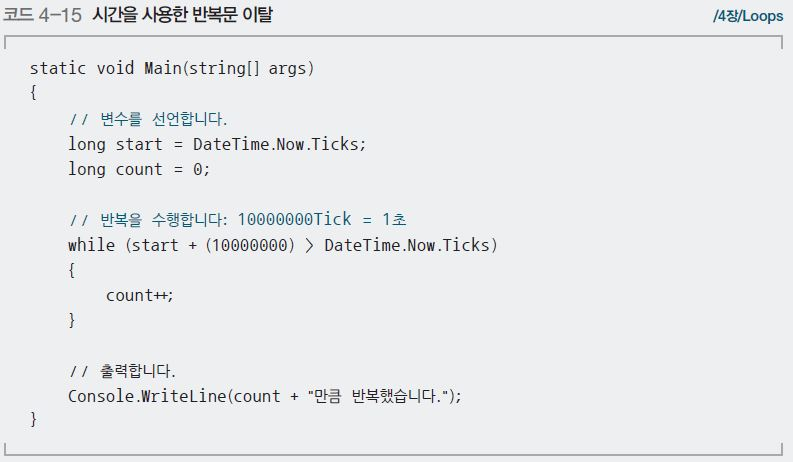 코드 4-15 시간을 사용한 반복문 이탈 /4장/Loops
static void Main(string[] args)
{
// 변수를 선언합니다.
long start = DateTime.Now.Ticks;
long count = 0;
// 반복을 수행합니다: 10000000Tick = 1초
while (start + (10000000) > DateTime.Now.Ticks)
{
count++;
}
// 출력합니다.
Console.WriteLine(count + "만큼 반복했습니다.");
}